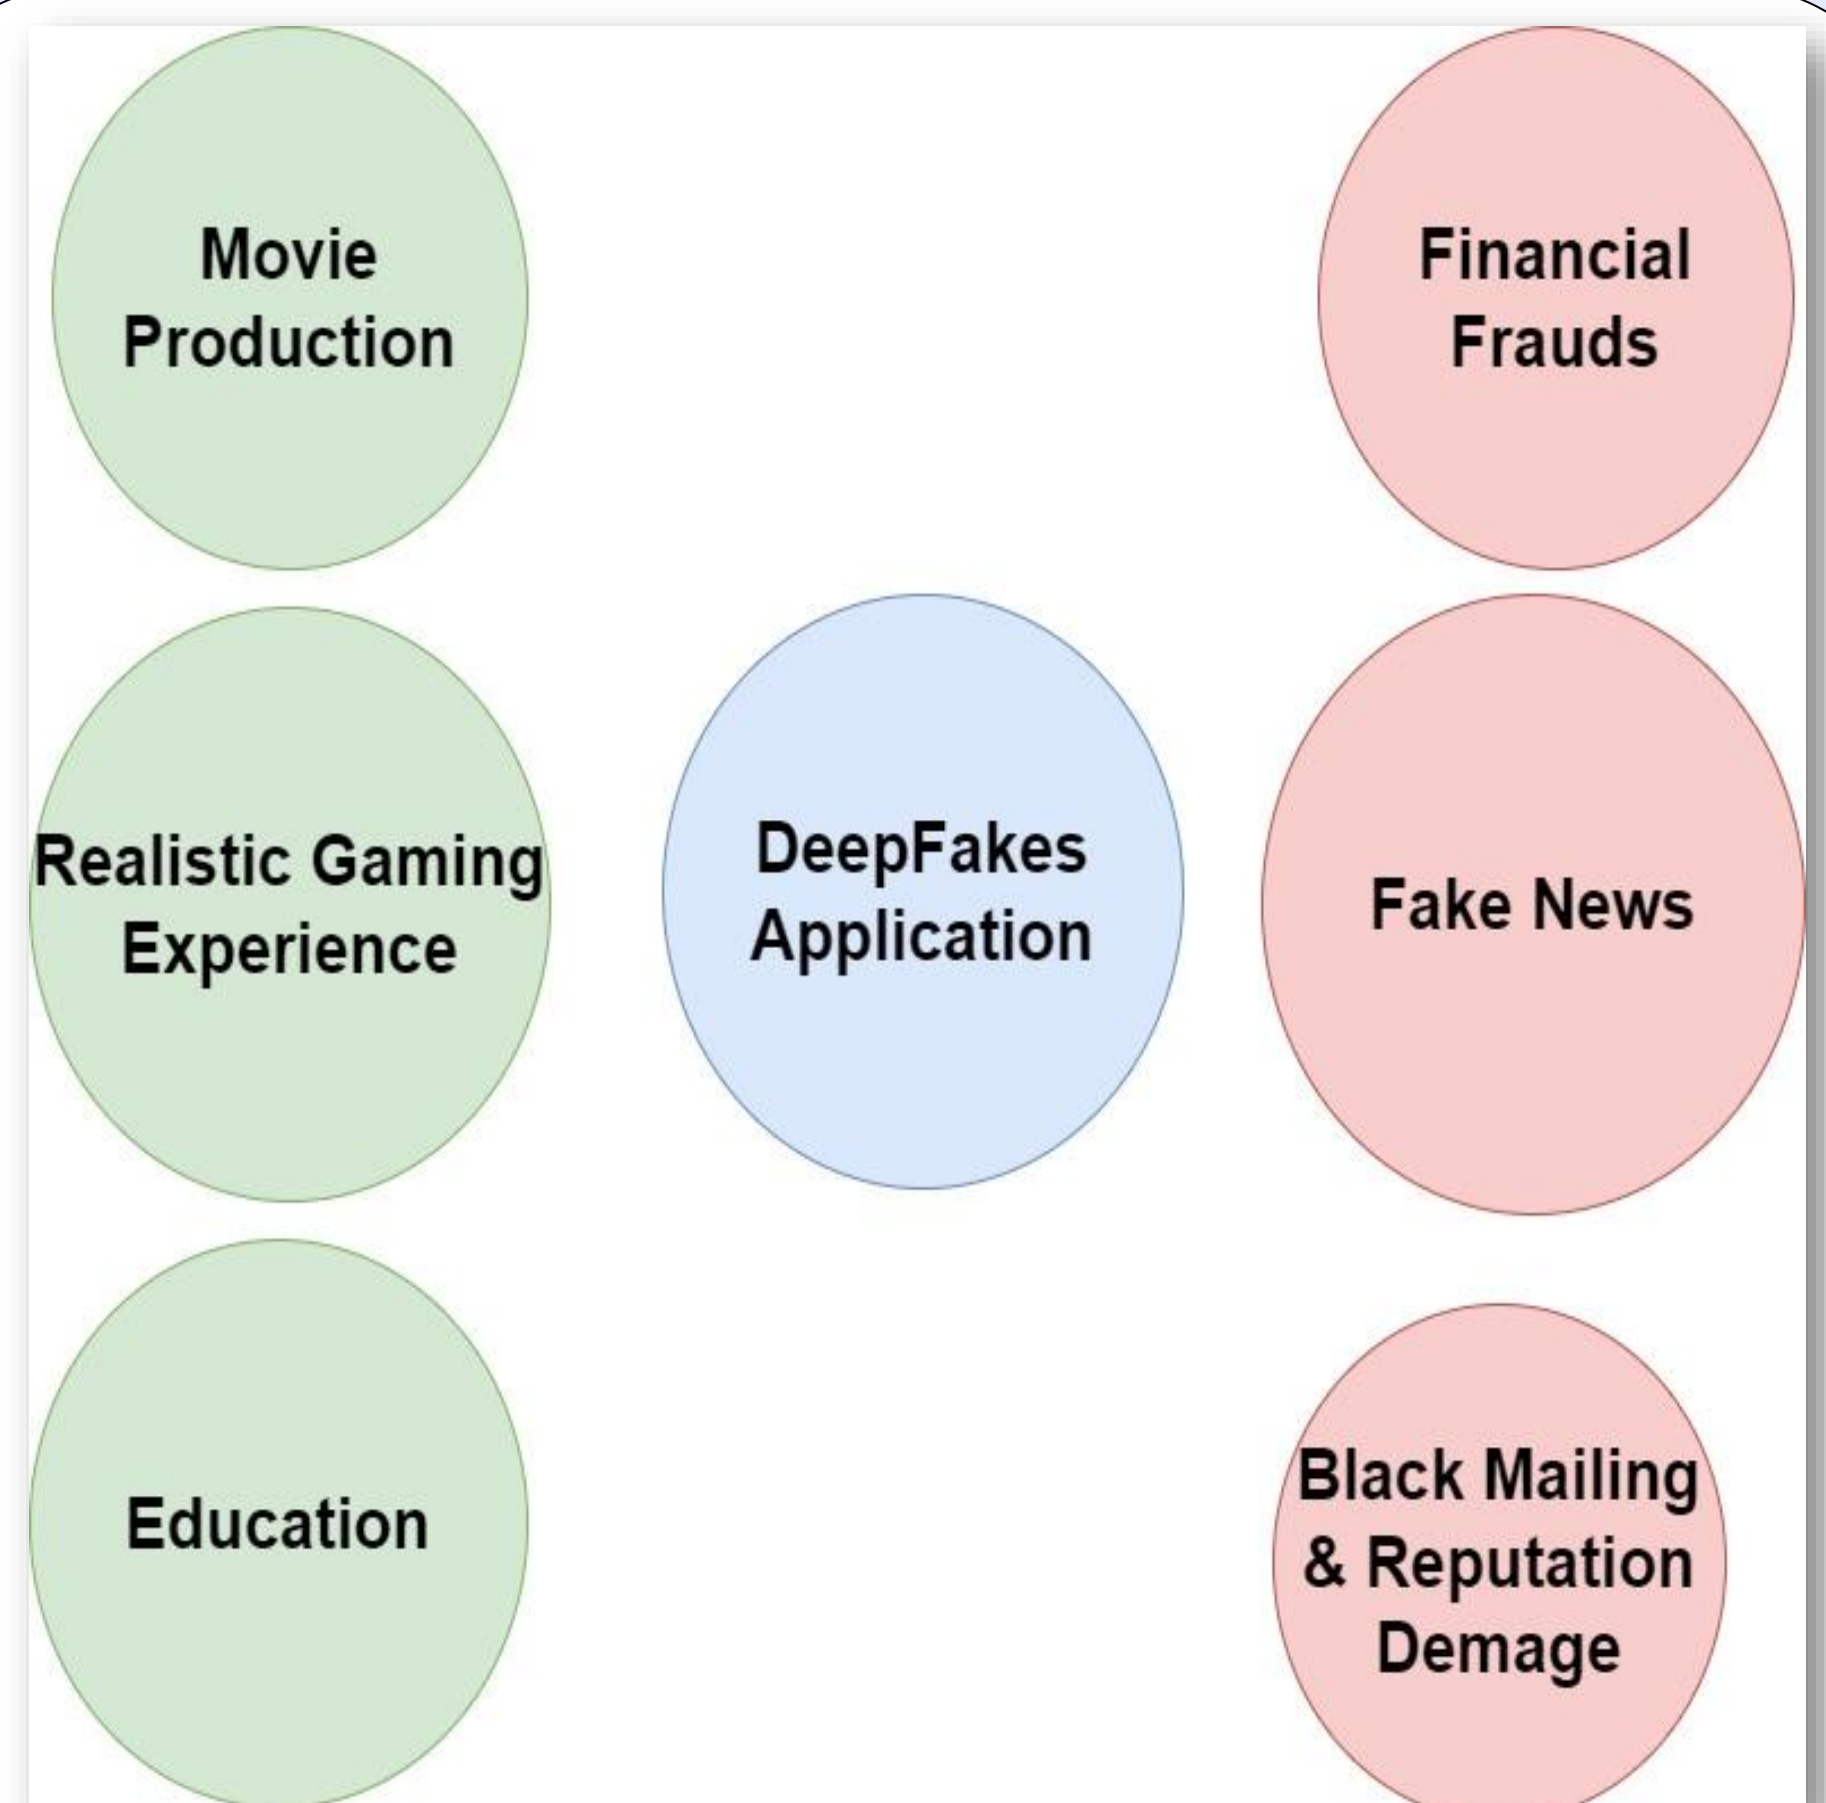 Movie
Production
Financial
Frauds
Realistic Gaming
Experience
DeepFakes
Application
Fake News
Education
Black Mailing
& Reputation
Demage